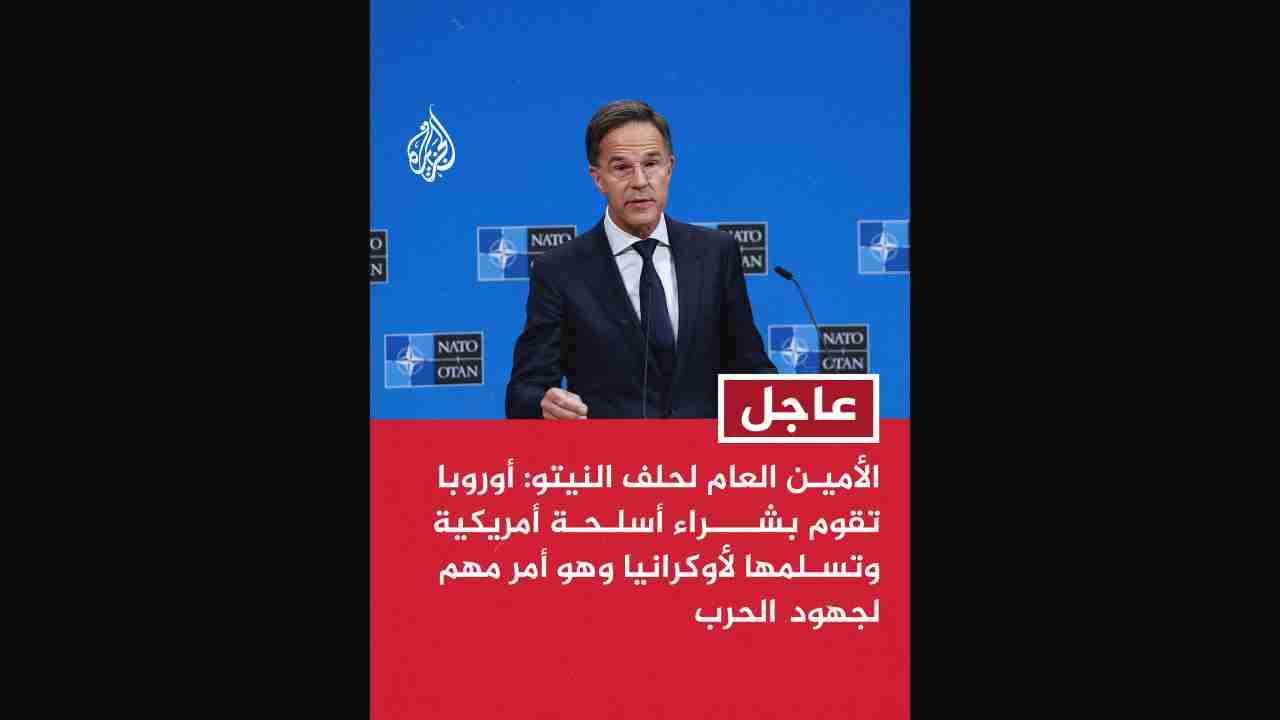 الجزيرة
O
N
NATO
OTAN
NATO
OTAN
NATO
OTAN
NATO
OTAN
عاجل
الأمين العام لحلف النيتو: أوروبا
تقوم بشراء أسلحة أمريكية
وتسلمها لأوكرانيا وهو أمر مهم
لجهود الحرب